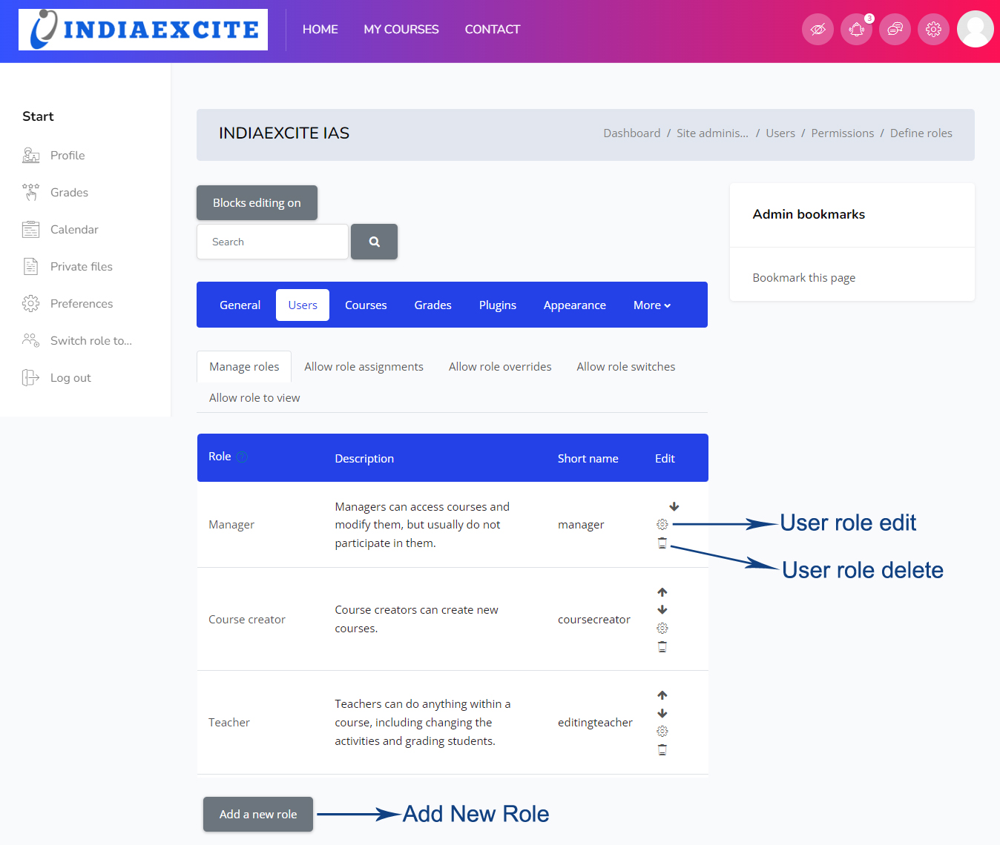 INDIAEXCITE
HOME MY COURSES CONTACT
3
Start
Profile
Grades
Calendar
Private files
Preferences
Switch role to...
Log out
INDIAEXCITE IAS
Dashboard / Site adminis... / Users / Permissions / Define roles
Blocks editing on
Search
Admin bookmarks
Bookmark this page
General Users Courses Grades Plugins Appearance More
Manage roles Allow role assignments Allow role overrides Allow role switches
Allow role to view
Role ? Description Short name Edit
Manager
Managers can access courses and
modify them, but usually do not
participate in them.
manager
User role edit
User role delete
Course creator
Course creators can create new
courses.
coursecreator
Teacher
Teachers can do anything within a
course, including changing the
activities and grading students.
editingteacher
Add a new role
Add New Role